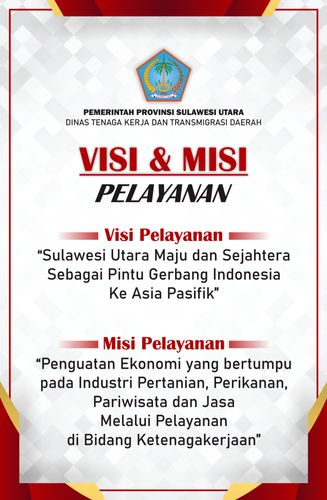 PEMERINTAH PROVINSI SULAWESI UTARA
DINAS TENAGA KERJA DAN TRANSMIGRASI DAERAH
VISI & MISI
PELAYANAN
Visi Pelayanan
“Sulawesi Utara Maju dan Sejahtera
Sebagai Pintu Gerbang Indonesia
Ke Asia Pasifik”
Misi Pelayanan
“Penguatan Ekonomi yang bertumpu
pada Industri Pertanian, Perikanan,
Pariwisata dan Jasa
Melalui Pelayanan
di Bidang Ketenagakerjaan”